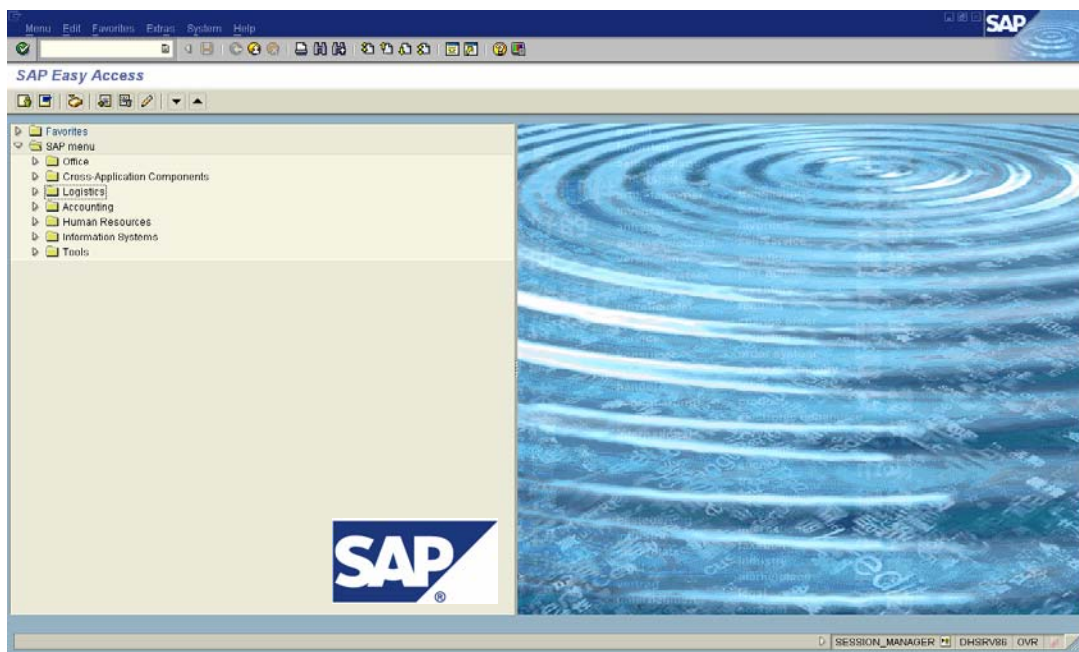 Menu Edit Favorites Extras System Help
SAP
SAP Easy Access
Favorites
SAP menu
Office
Cross-Application Components
Logistics
Accounting
Human Resources
Information Systems
Tools
SAP
®
SESSION_MANAGER DHSRV86 OVR